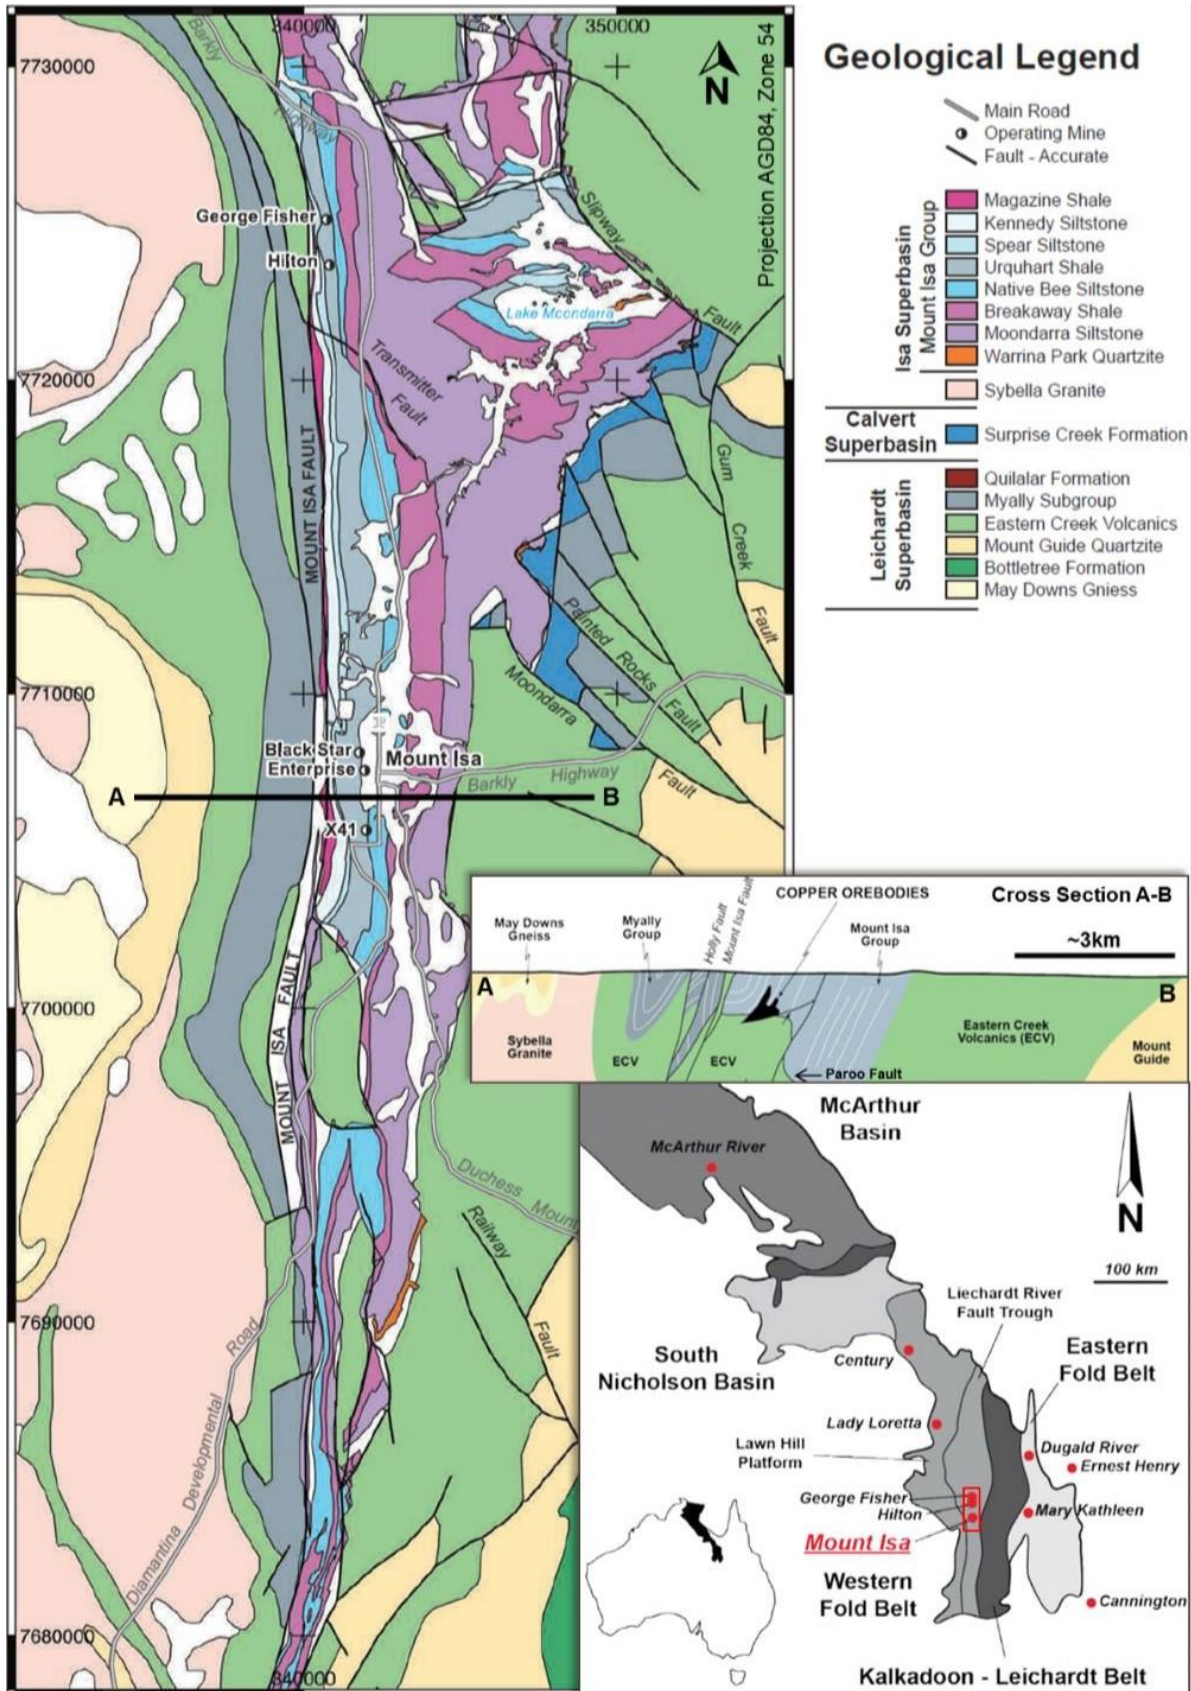 340000
350000
7730000
7720000
7710000
7700000
7690000
7680000
340000
N
Projection AGD84, Zone 54
Barkly
Highway
George Fisher
Hilton
Slipway
Fault
Lake Moondarra
Transmitter
Fault
MOUNT ISA FAULT
Gum
Creek
Fault
Painted
Rocks
Fault
Moondarra
Fault
Black Star
Enterprise
Mount Isa
Barkly Highway
A
B
X41
MOUNT ISA FAULT
Duchess Mount
Railway
Fault
Diamantina Developmental Road
Geological Legend
Main Road
Operating Mine
Fault - Accurate
Isa Superbasin
Mount Isa Group
Magazine Shale
Kennedy Siltstone
Spear Siltstone
Urquhart Shale
Native Bee Siltstone
Breakaway Shale
Moondarra Siltstone
Warrina Park Quartzite
Sybella Granite
Calvert
Superbasin
Surprise Creek Formation
Leichardt
Superbasin
Quilalar Formation
Myally Subgroup
Eastern Creek Volcanics
Mount Guide Quartzite
Bottletree Formation
May Downs Gniess
COPPER OREBODIES
Cross Section A-B
May Downs
Gneiss
Myally
Group
Holly Fault
Mount Isa Fault
Mount Isa
Group
~3km
A
B
Sybella
Granite
ECV
ECV
Eastern Creek
Volcanics (ECV)
Mount
Guide
Paroo Fault
McArthur
Basin
McArthur River
N
100 km
Liechardt River
Fault Trough
Century
Eastern
Fold Belt
South
Nicholson Basin
Lady Loretta
Lawn Hill
Platform
Dugald River
Ernest Henry
George Fisher
Hilton
Mary Kathleen
Mount Isa
Western
Fold Belt
Cannington
Kalkadoon - Leichardt Belt